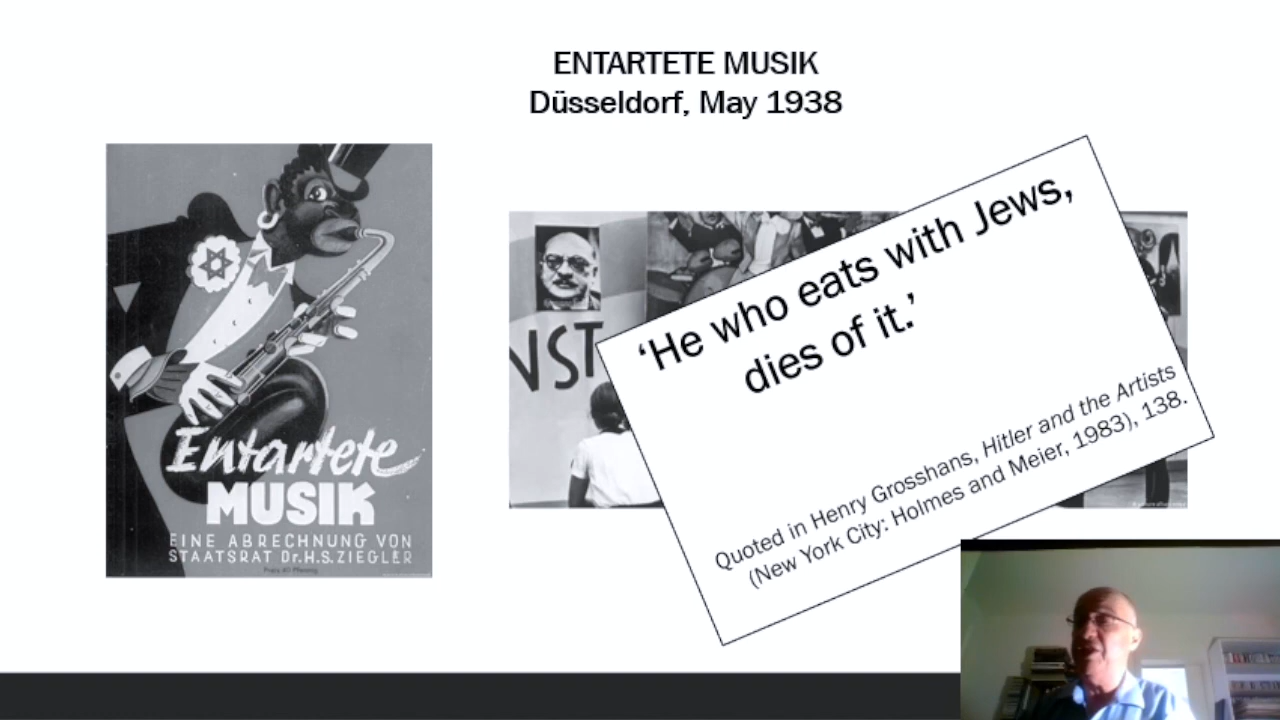 ENTARTETE MUSIK
Düsseldorf, May 1938
Entartete
MUSIK
EINE ABRECHNUNG VON
STAATSRAT Dr.H.S.ZIEGLER
NST
‘He who eats with Jews,
dies of it.’
Quoted in Henry Grosshans, Hitler and the Artists
(New York City: Holmes and Meier, 1983), 138.